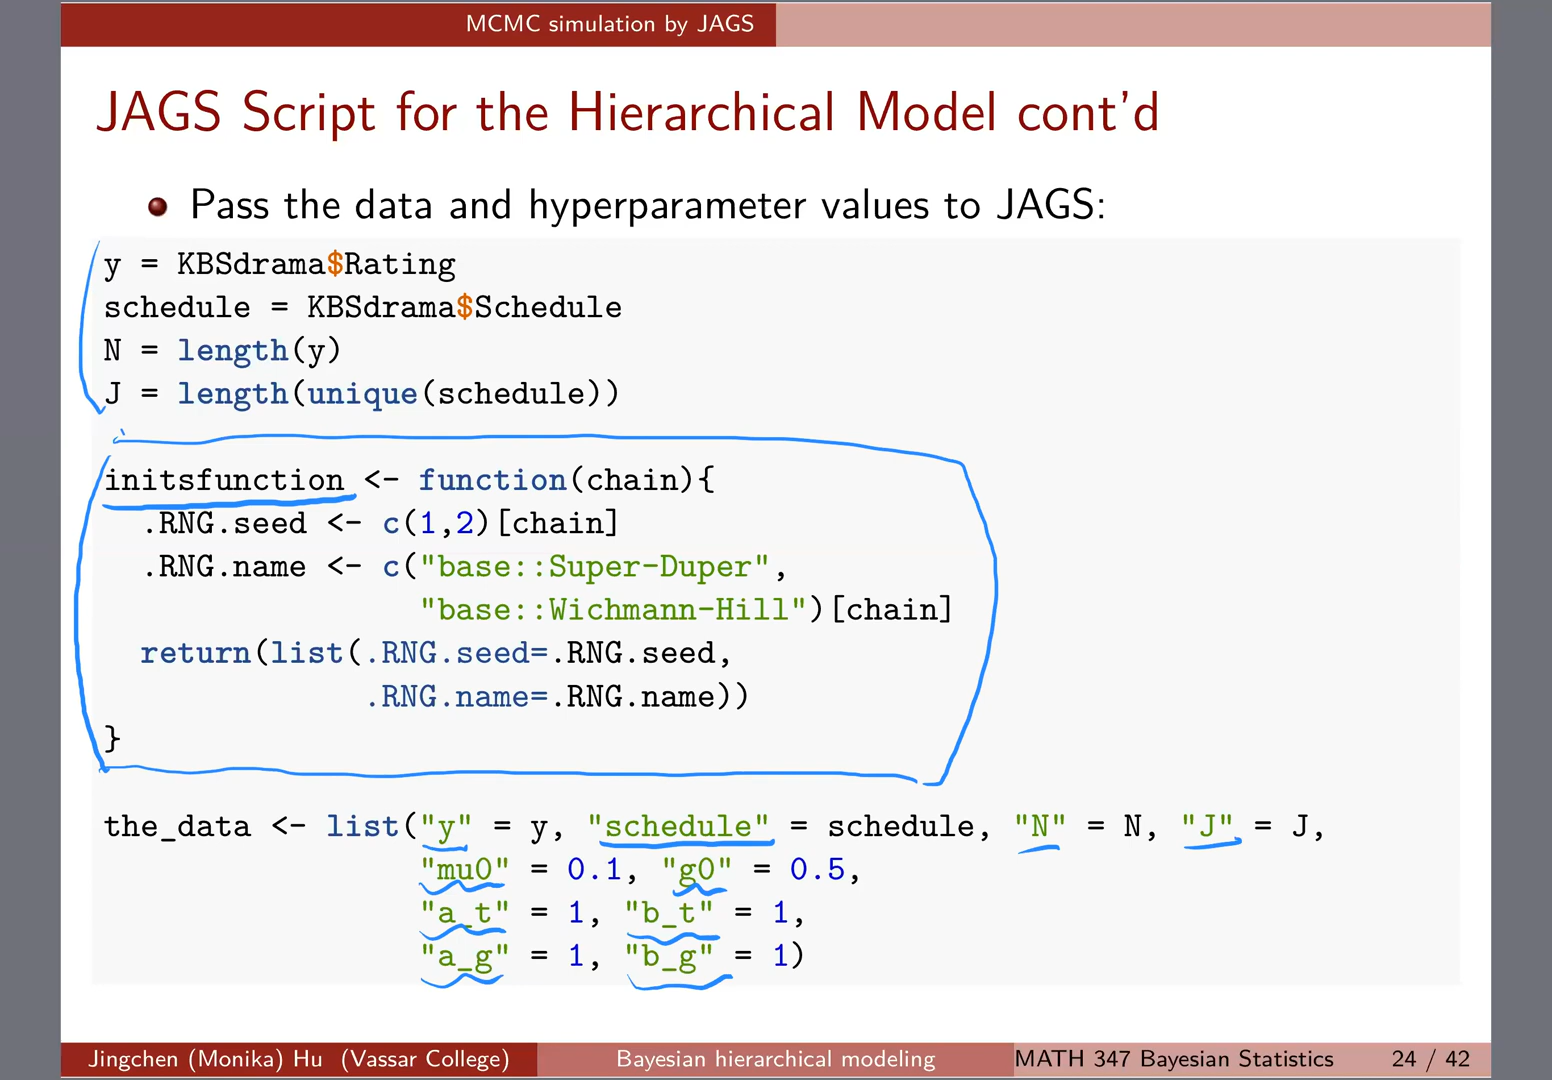 MCMC simulation by JAGS
JAGS Script for the Hierarchical Model cont'd
Pass the data and hyperparameter values to JAGS:
y = KBSdrama$Rating
schedule = KBSdrama$Schedule
N = length(y)
J = length(unique(schedule))
initsfunction <- function(chain){
.RNG.seed <- c(1,2)[chain]
.RNG.name <- c("base::Super-Duper",
"base::Wichmann-Hill")[chain]
return(list(.RNG.seed=.RNG.seed,
.RNG.name=.RNG.name))
}
the_data <- list("y" = y, "schedule" = schedule, "N" = N, "J" = J,
"mu0" = 0.1, "g0" = 0.5,
"a_t" = 1, "b_t" = 1,
"a_g" = 1, "b_g" = 1)
Jingchen (Monika) Hu (Vassar College) Bayesian hierarchical modeling MATH 347 Bayesian Statistics 24 / 42